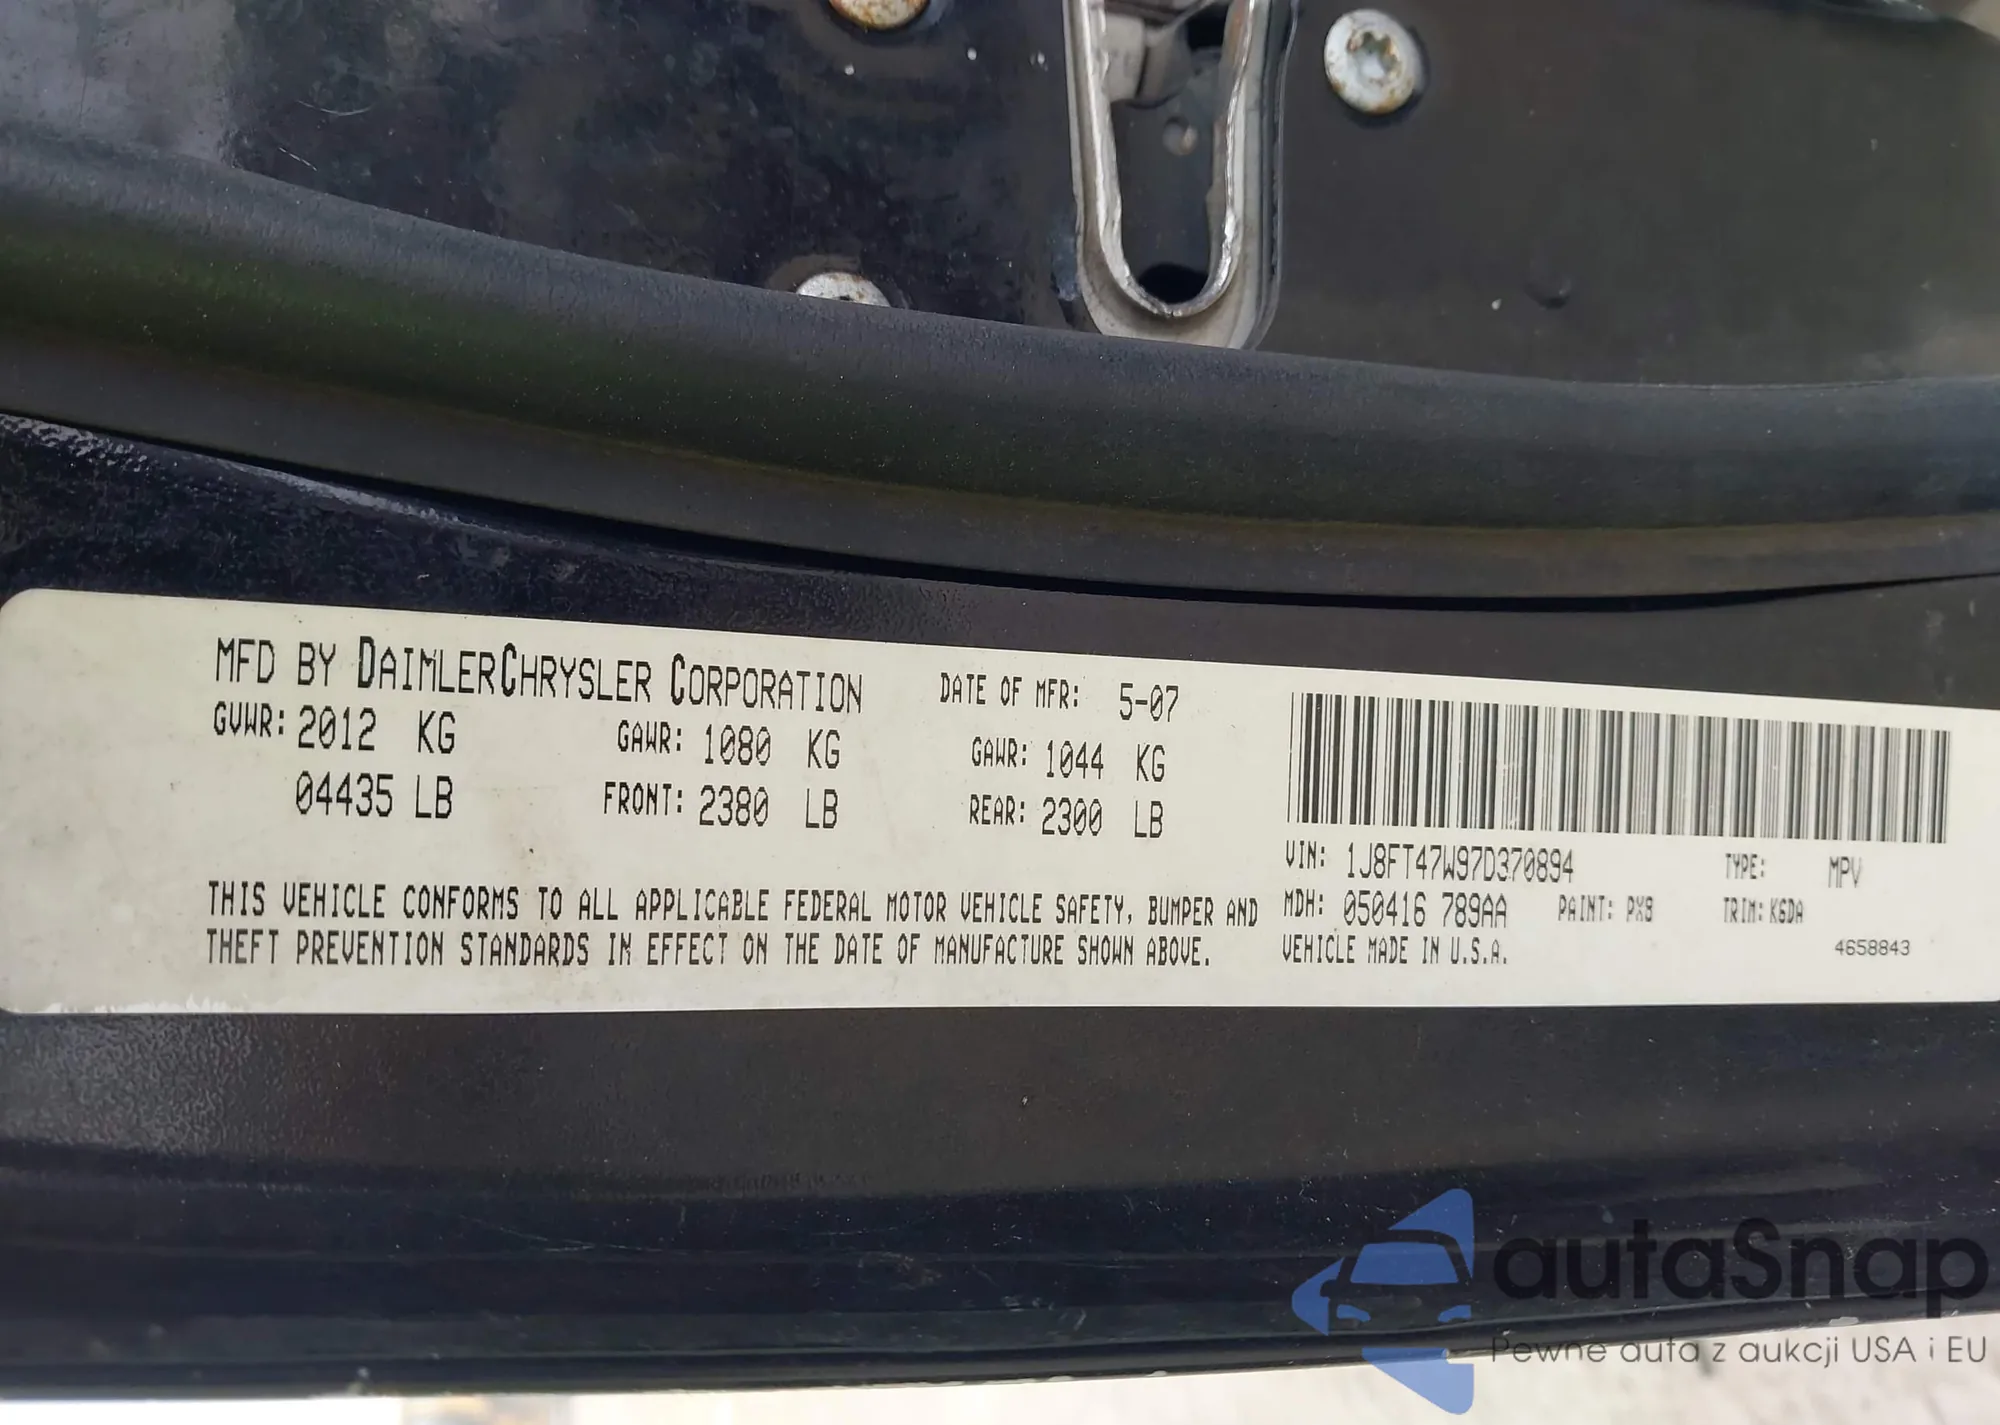 MFD BY DAIMLERCHRYSLER CORPORATION DATE OF MFR: 5-07
GVWR: 2012 KG GAWR: 1080 KG GAWR: 1044 KG
04435 LB FRONT: 2380 LB REAR: 2300 LB
THIS VEHICLE CONFORMS TO ALL APPLICABLE FEDERAL MOTOR VEHICLE SAFETY, BUMPER AND
THEFT PREVENTION STANDARDS IN EFFECT ON THE DATE OF MANUFACTURE SHOWN ABOVE.
VIN: 1J8FT47W97D370894 TYPE: MPV
MDH: 050416 789AA PAINT: PX8 TRIM: K6DA
VEHICLE MADE IN U.S.A. 4658843
autaSnap
Pewne auta z aukcji USA i EU